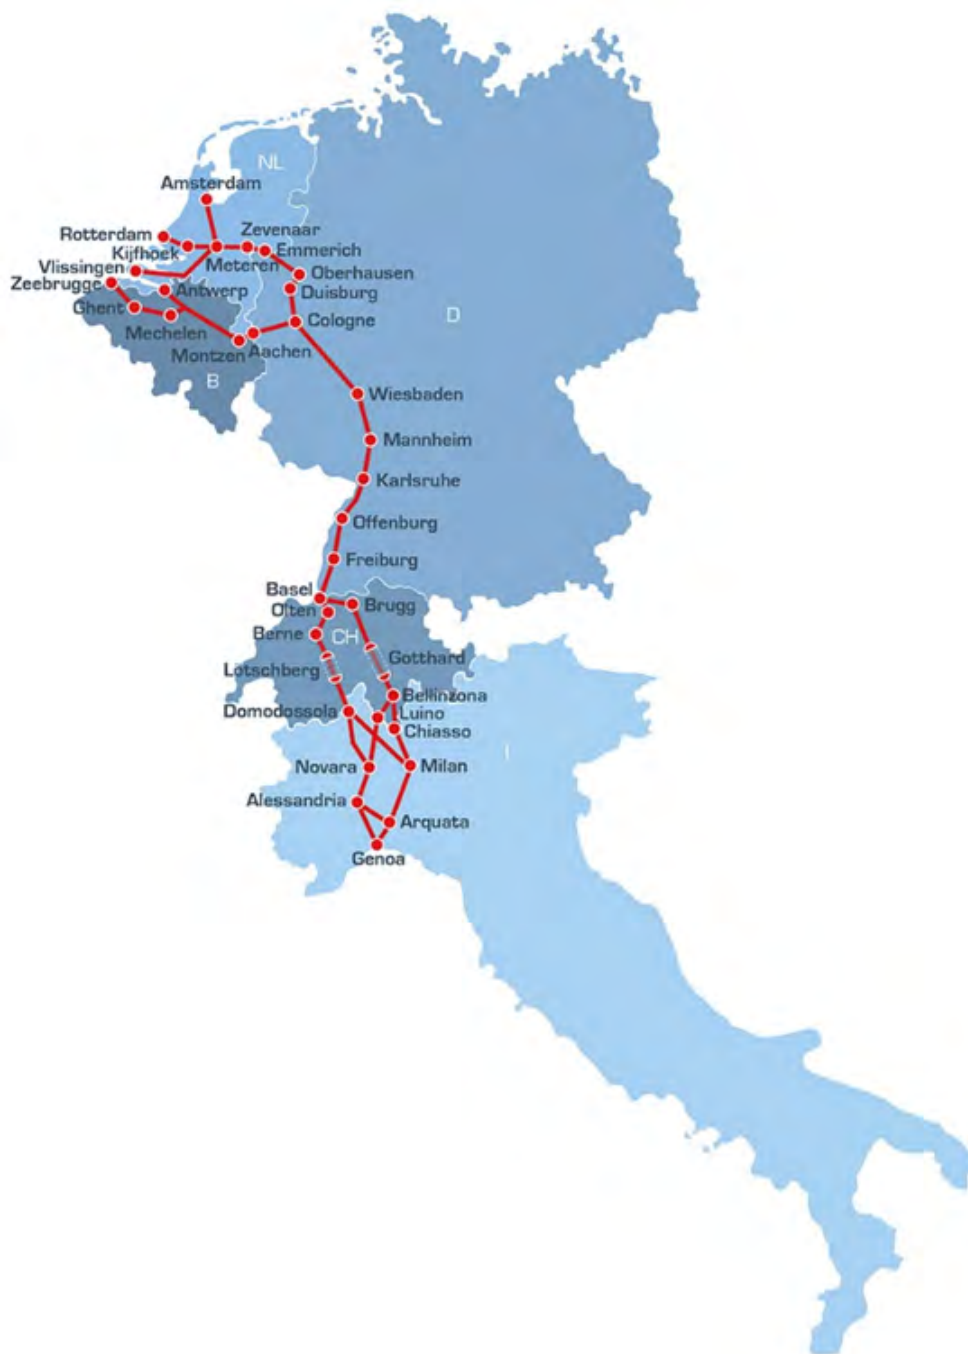 NL
Amsterdam
Rotterdam
Zevenaar
Kijfhoek
Emmerich
Meteren
Vlissingen
Oberhausen
Zeebrugge
Antwerp
Duisburg
Ghent
D
Cologne
Mechelen
Montzen
Aachen
B
Wiesbaden
Mannheim
Karlsruhe
Offenburg
Freiburg
Basel
Olten
Brugg
Berne
CH
Gotthard
Lötschberg
Bellinzona
Domodossola
Luino
Chiasso
I
Novara
Milan
Alessandria
Arquata
Genoa